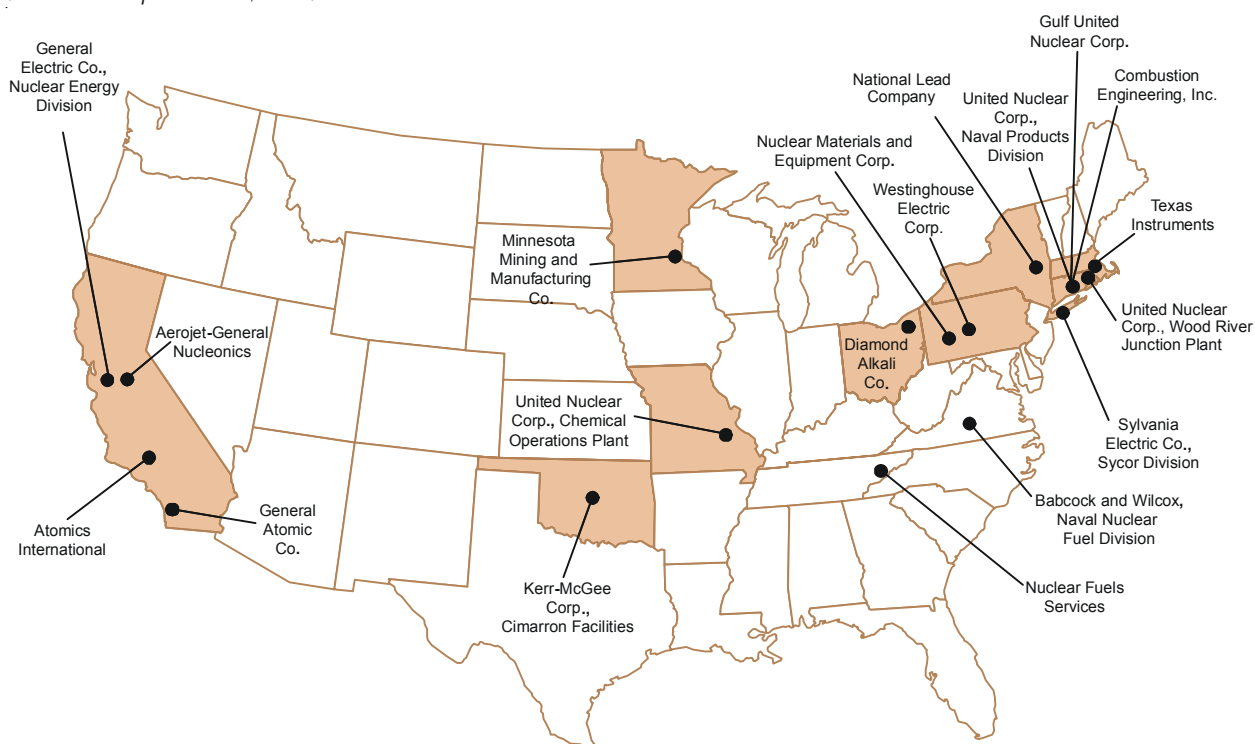 General
Electric Co.,
Nuclear Energy
Division
Gulf United
Nuclear Corp.
Combustion
Engineering, Inc.
National Lead
Company
United Nuclear
Corp.,
Naval Products
Division
Nuclear Materials and
Equipment Corp.
Westinghouse
Electric
Corp.
Texas
Instruments
Minnesota
Mining and
Manufacturing
Co.
United Nuclear
Corp., Wood River
Junction Plant
Aerojet-General
Nucleonics
Diamond
Alkali
Co.
United Nuclear
Corp., Chemical
Operations Plant
Sylvania
Electric Co.,
Sycor Division
Atomics
International
General
Atomic
Co.
Babcock and Wilcox,
Naval Nuclear
Fuel Division
Kerr-McGee
Corp.,
Cimarron Facilities
Nuclear Fuels
Services